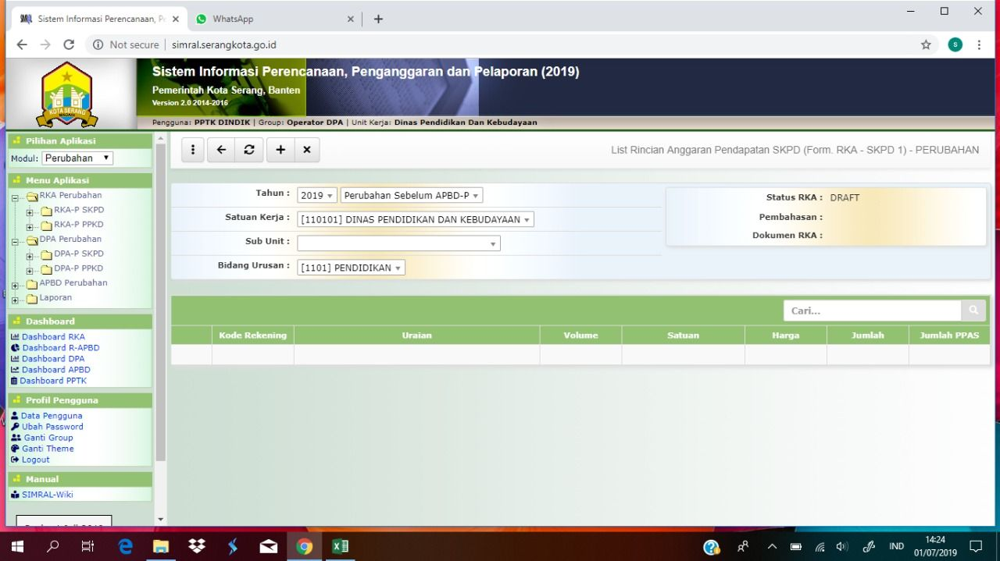 Sistem Informasi Perencanaan, Pe
WhatsApp
Not secure | simral.serangkota.go.id
S
KOTA SERANG
Sistem Informasi Perencanaan, Penganggaran dan Pelaporan (2019)
Pemerintah Kota Serang, Banten
Version 2.0 2014-2016
Pengguna: PPTK DINDIK | Group: Operator DPA | Unit Kerja: Dinas Pendidikan Dan Kebudayaan
Pilihan Aplikasi
Modul: Perubahan
Menu Aplikasi
RKA Perubahan
RKA-P SKPD
RKA-P PPKD
DPA Perubahan
DPA-P SKPD
DPA-P PPKD
APBD Perubahan
Laporan
Dashboard
Dashboard RKA
Dashboard R-APBD
Dashboard DPA
Dashboard APBD
Dashboard PPTK
Profil Pengguna
Data Pengguna
Ubah Password
Ganti Group
Ganti Theme
Logout
Manual
SIMRAL-Wiki
List Rincian Anggaran Pendapatan SKPD (Form. RKA - SKPD 1) - PERUBAHAN
Tahun : 2019 Perubahan Sebelum APBD-P
Satuan Kerja : [110101] DINAS PENDIDIKAN DAN KEBUDAYAAN
Sub Unit :
Bidang Urusan : [1101] PENDIDIKAN
Status RKA : DRAFT
Pembahasan :
Dokumen RKA :
Cari...
Kode Rekening Uraian Volume Satuan Harga Jumlah Jumlah PPAS
IND
14:24
01/07/2019